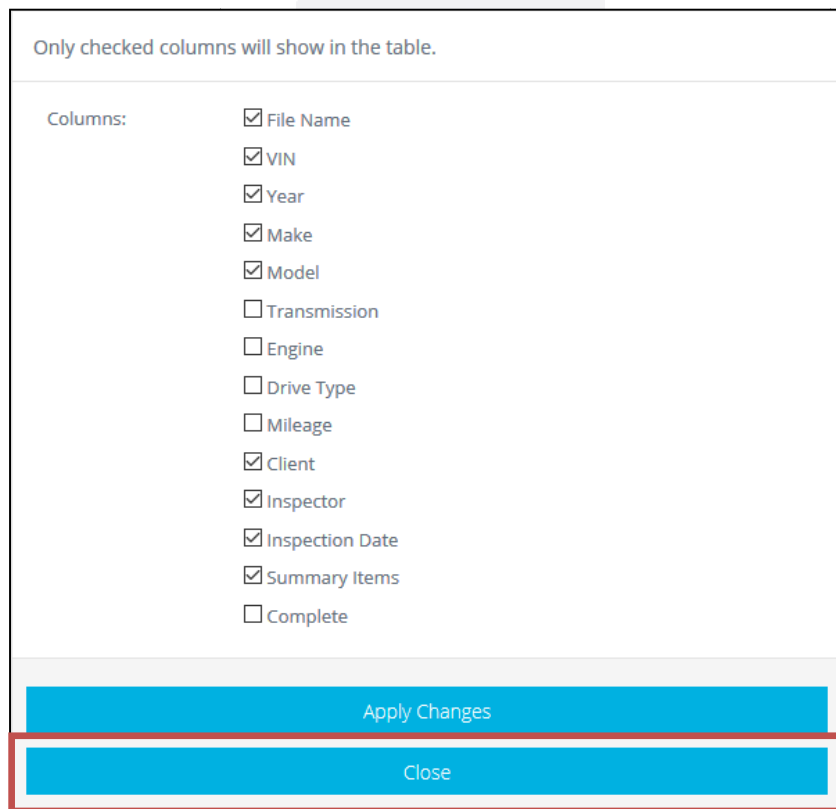 Only checked columns will show in the table.
Columns:
File Name
VIN
Year
Make
Model
Transmission
Engine
Drive Type
Mileage
Client
Inspector
Inspection Date
Summary Items
Complete
Apply Changes
Close